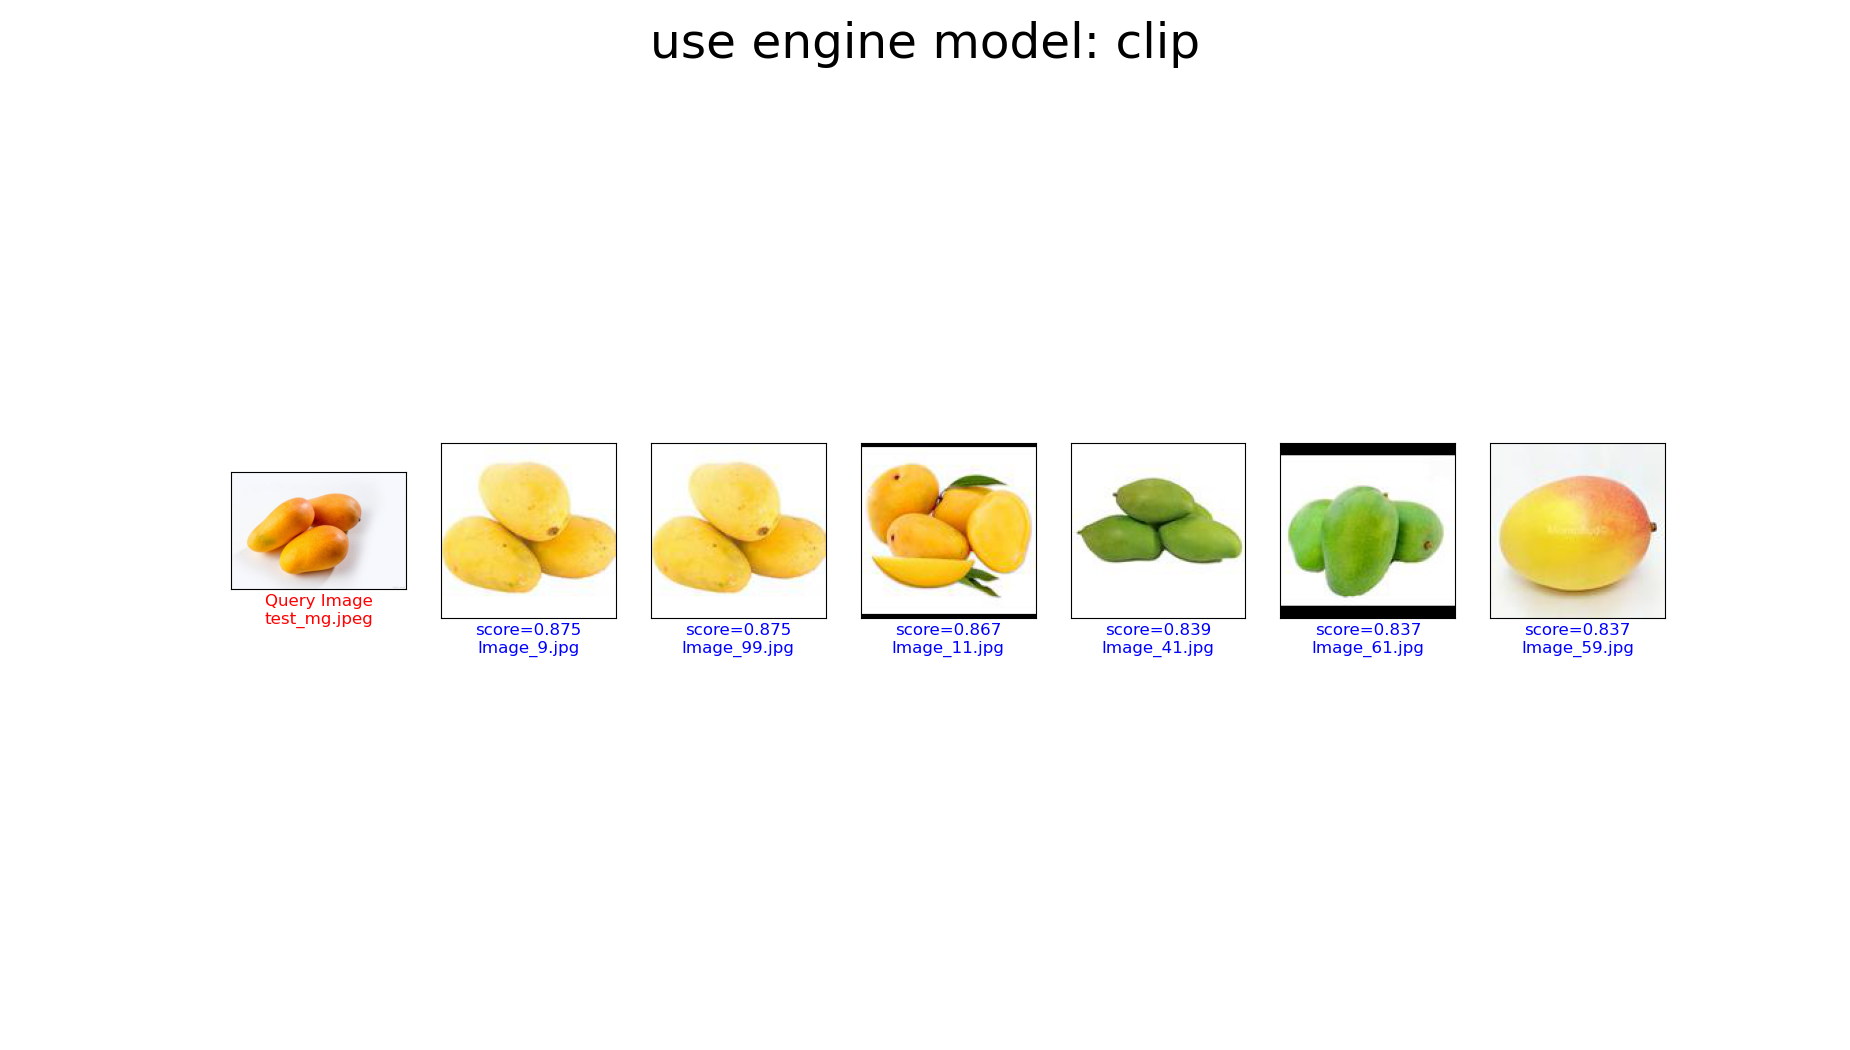 use engine model: clip
Query Image
test_mg.jpeg
score=0.875
Image_9.jpg
score=0.875
Image_99.jpg
score=0.867
Image_11.jpg
score=0.839
Image_41.jpg
score=0.837
Image_61.jpg
score=0.837
Image_59.jpg